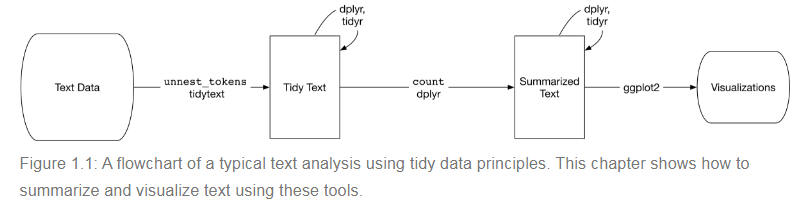 dplyr,
tidyr
dplyr,
tidyr
Text Data
unnest_tokens
tidytext
Tidy Text
count
dplyr
Summarized
Text
ggplot2
Visualizations
Figure 1.1: A flowchart of a typical text analysis using tidy data principles. This chapter shows how to
summarize and visualize text using these tools.